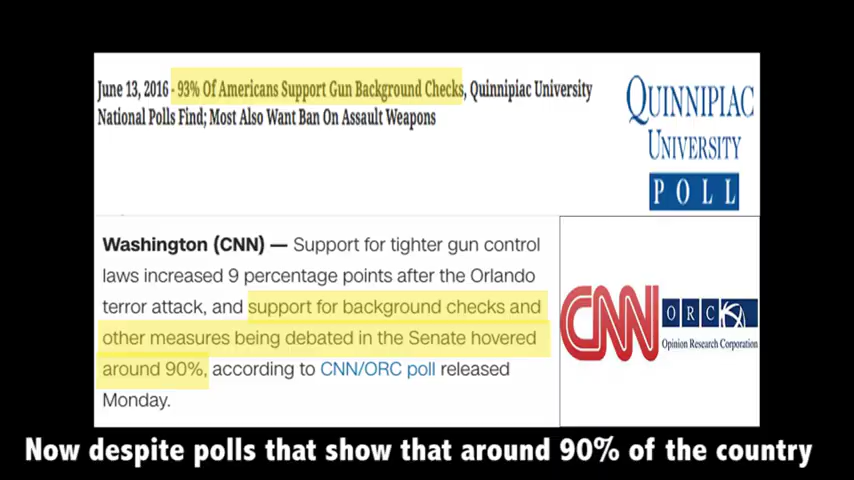 June 13, 2016 - 93% Of Americans Support Gun Background Checks, Quinnipiac University
National Polls Find; Most Also Want Ban On Assault Weapons
QUINNIPIAC
UNIVERSITY
POLL
Washington (CNN) — Support for tighter gun control
laws increased 9 percentage points after the Orlando
terror attack, and support for background checks and
other measures being debated in the Senate hovered
around 90%, according to CNN/ORC poll released
Monday.
CNN
ORC
Opinion Research Corporation
Now despite polls that show that around 90% of the country